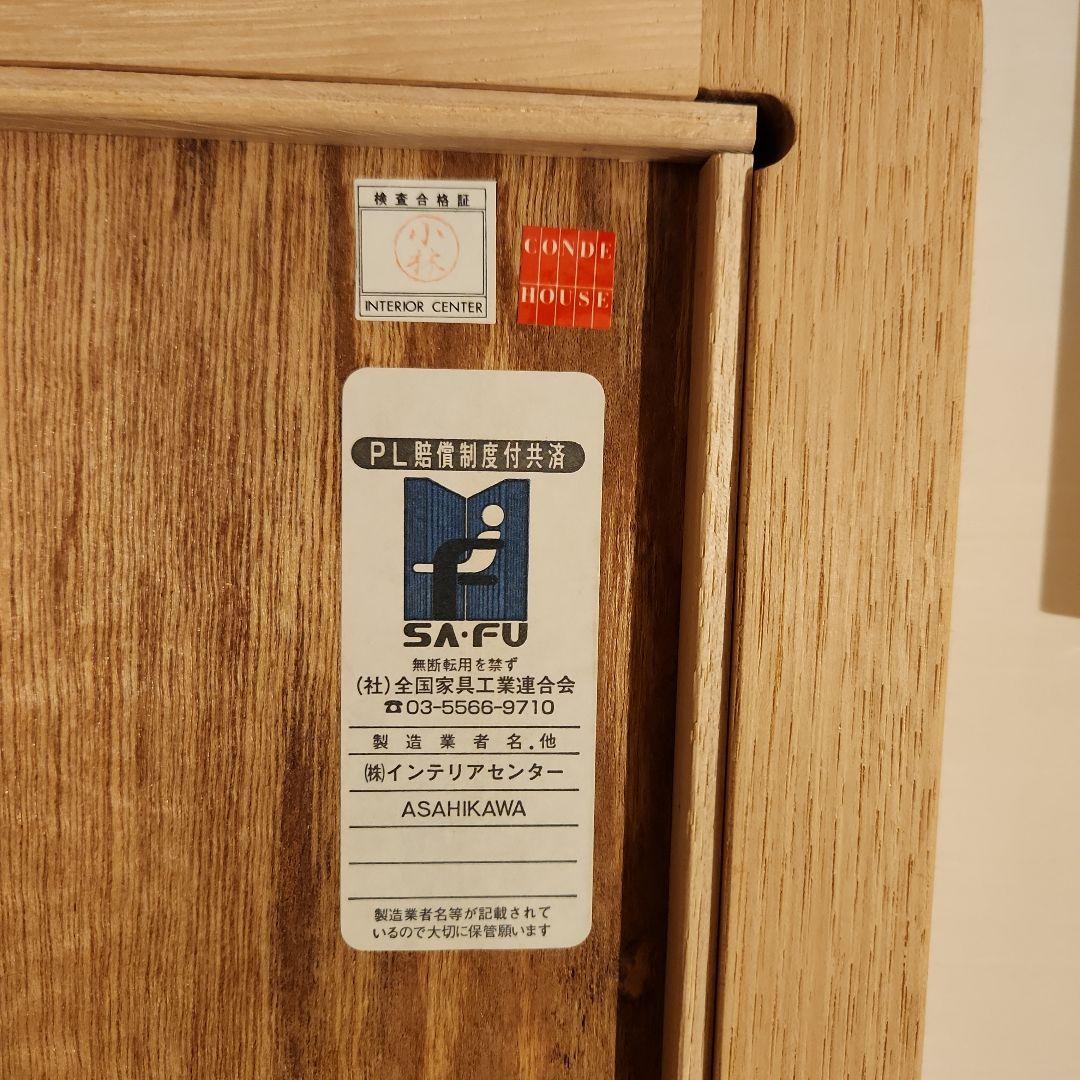 検査合格証
小林
INTERIOR CENTER
CONDE
HOUSE
PL賠償制度付共済
SA・FU
無断転用を禁ず
(社)全国家具工業連合会
☎03-5566-9710
製造業者名.他
㈱インテリアセンター
ASAHIKAWA
製造業者名等が記載されて
いるので大切に保管願います